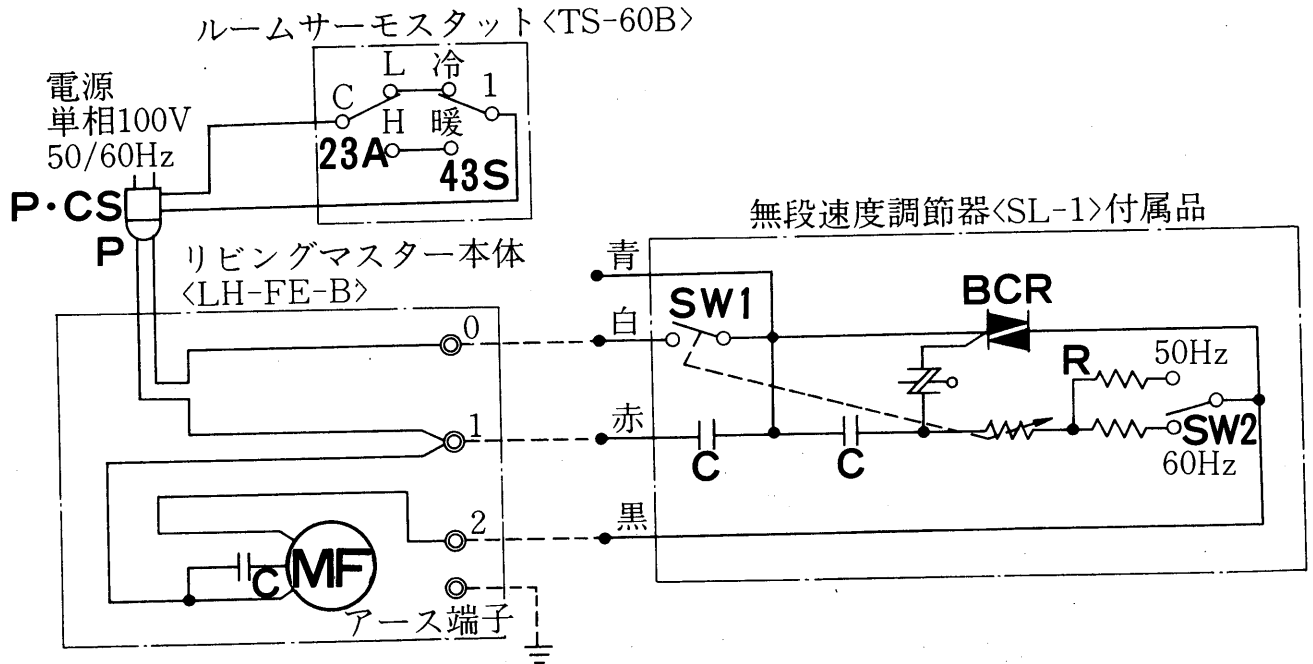 ルームサーモスタット〈TS-60B〉
電源
単相100V
50/60Hz
L 冷
C
1
H 暖
23A
43S
P・CS
P
無段速度調節器〈SL-1〉付属品
リビングマスター本体
〈LH-FE-B〉
青
SW1
BCR
0
白
R
50Hz
1
赤
C
C
SW2
60Hz
2
黒
C
MF
アース端子